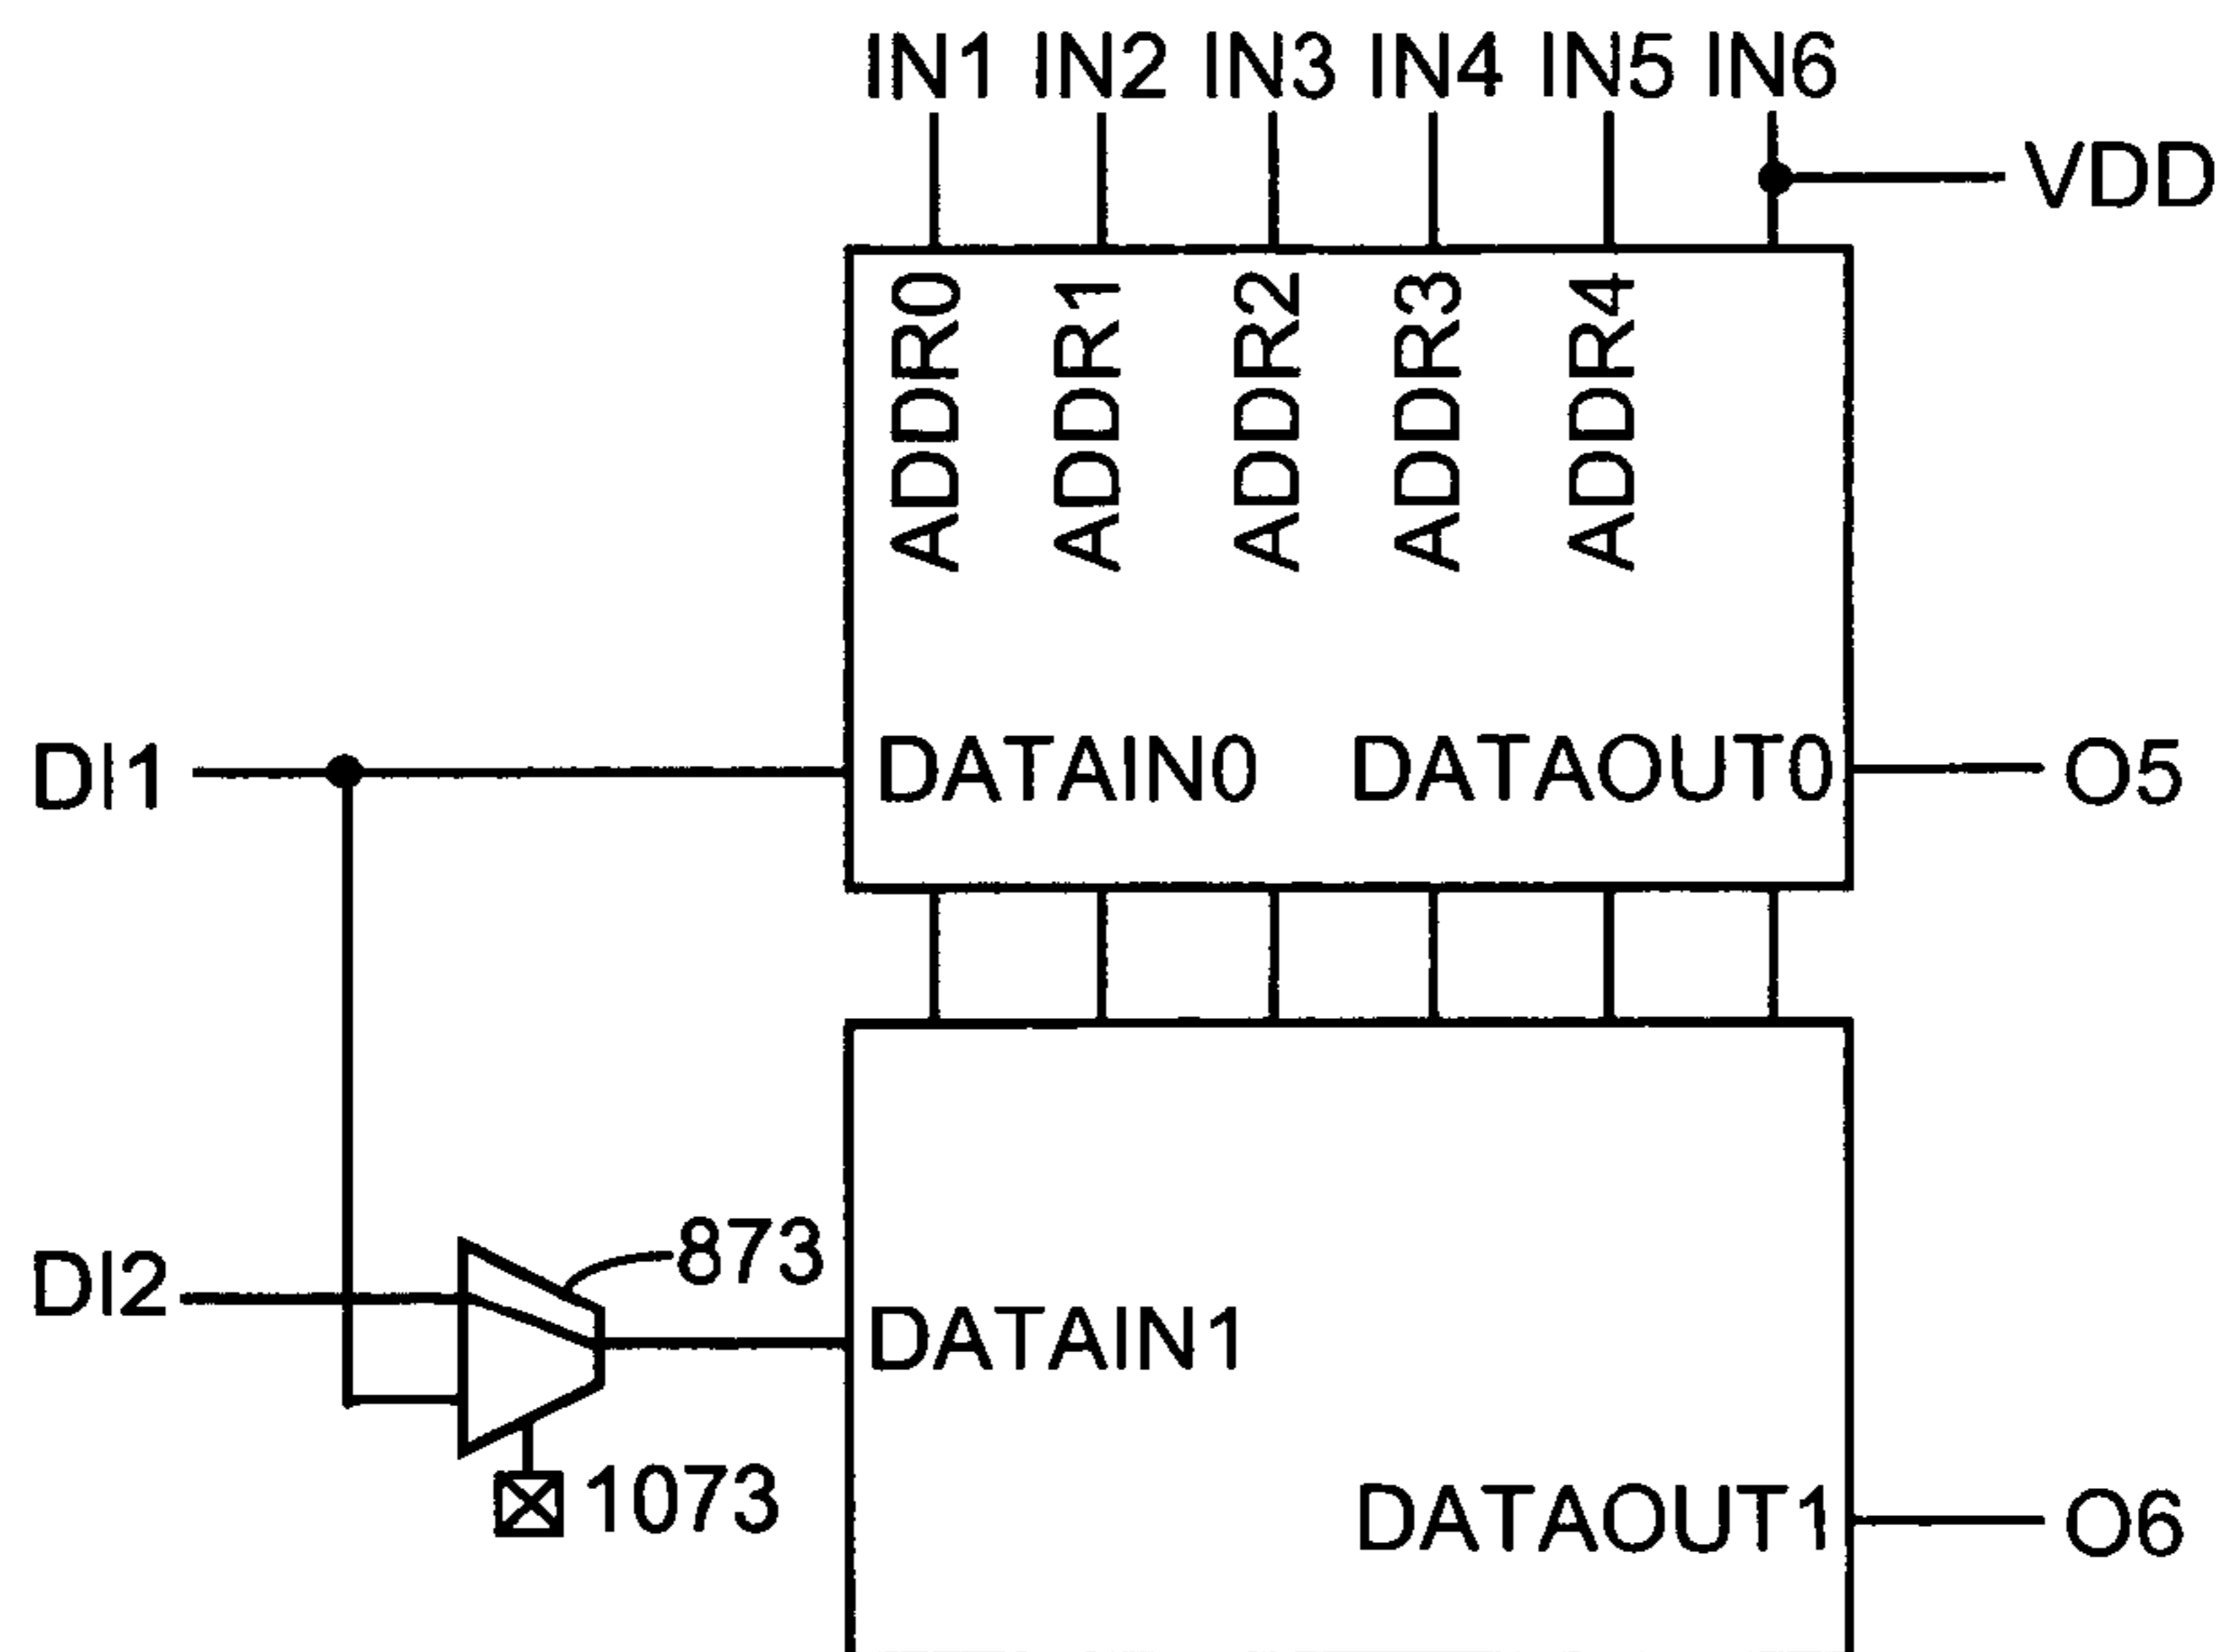 IN1 IN2 IN3 IN4 IN5 IN6
VDD
ADDR0
ADDR1
ADDR2
ADDR3
ADDR4
DI1
DATAIN0
DATAOUT0
O5
DI2
873
DATAIN1
1073
DATAOUT1
O6